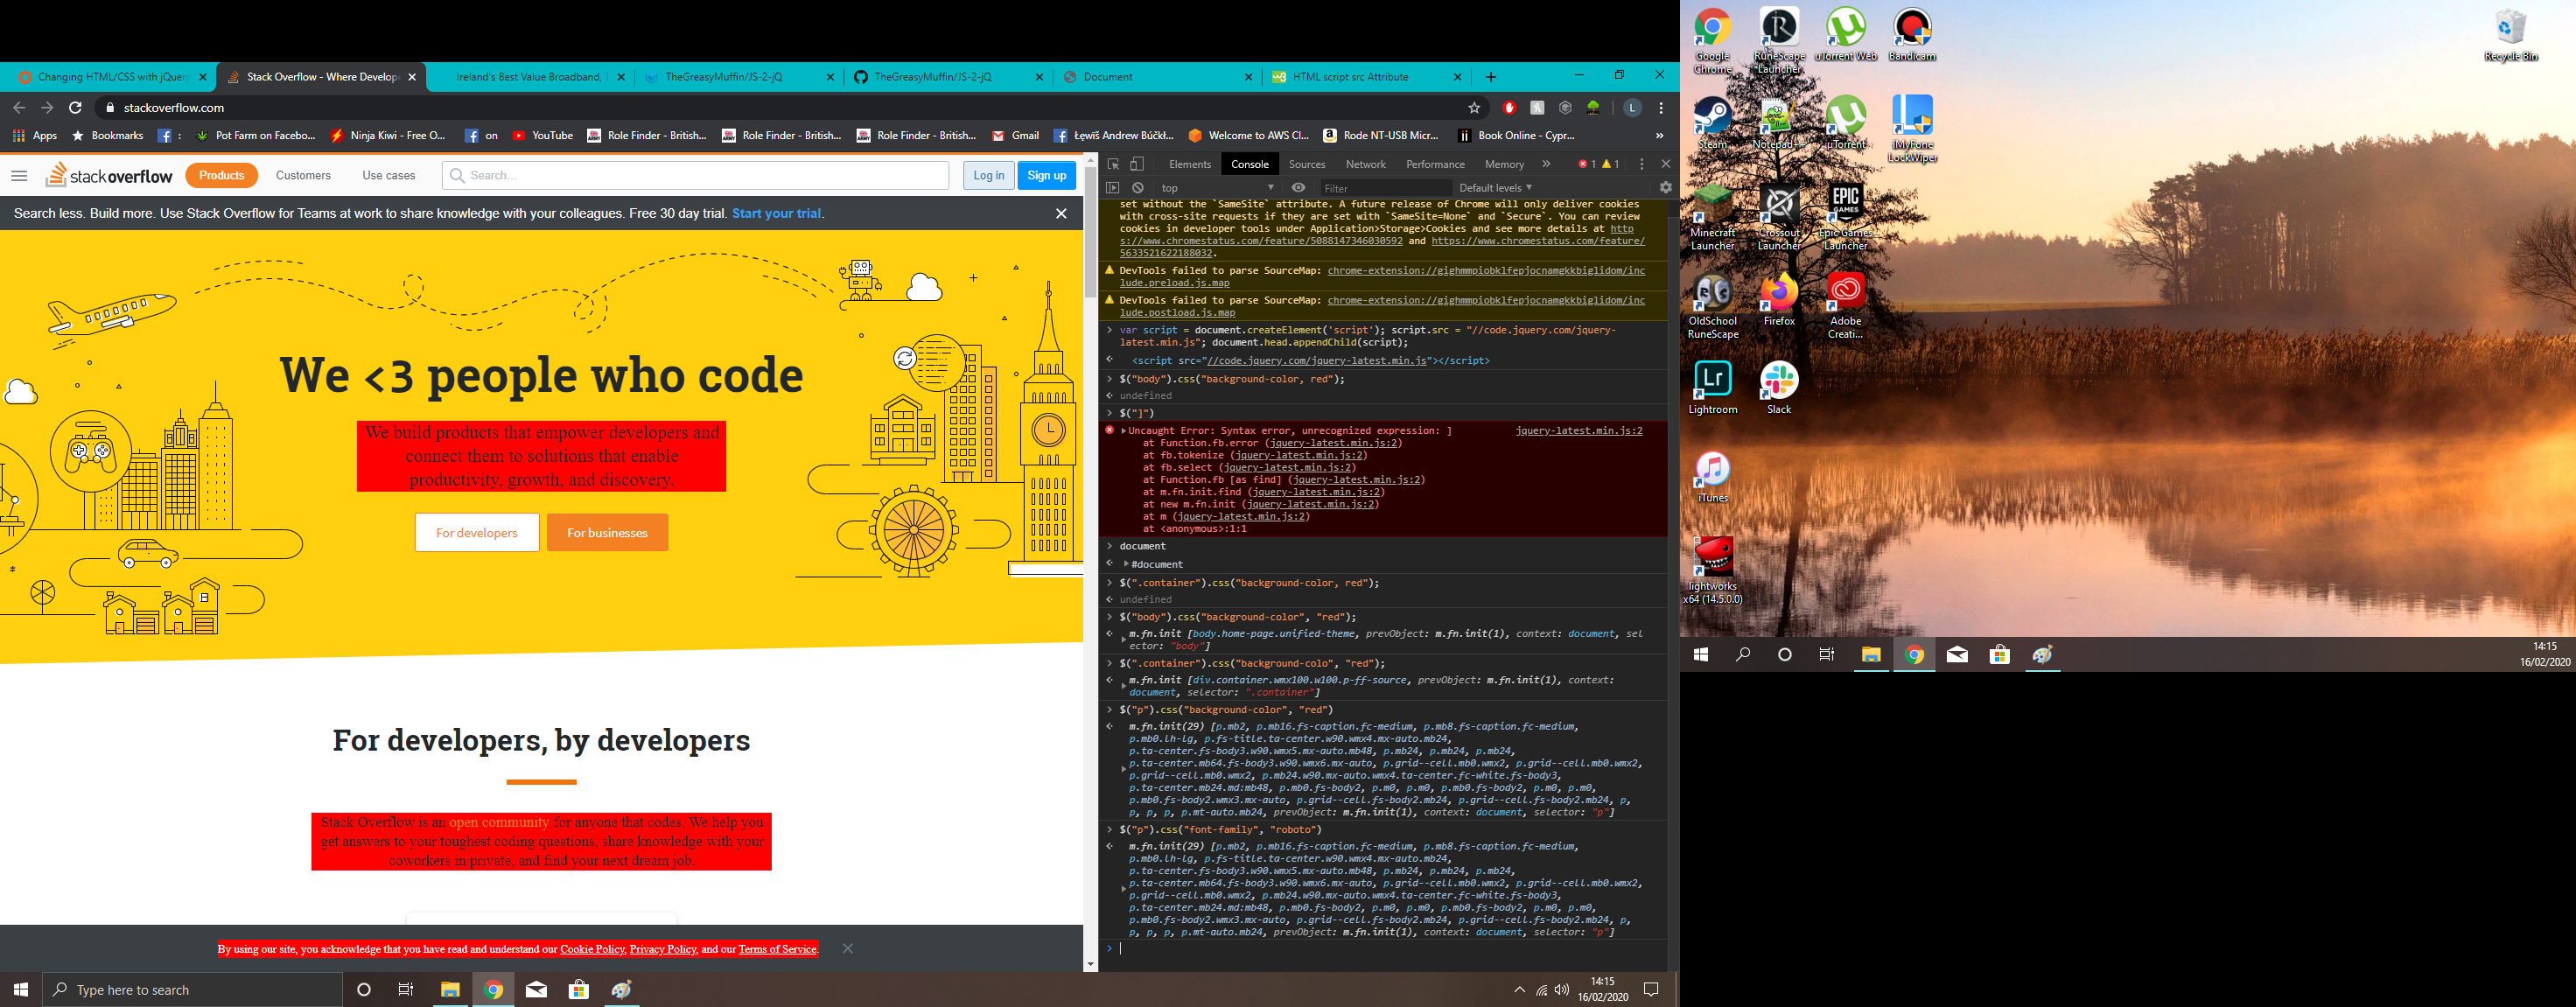 Changing HTML/CSS with jQuery
Stack Overflow - Where Develope
Ireland's Best Value Broadband, T
TheGreasyMuffin/JS-2-jQ
TheGreasyMuffin/JS-2-jQ
Document
HTML script src Attribute
stackoverflow.com
L
Apps
Bookmarks
:
Pot Farm on Facebo...
Ninja Kiwi - Free O...
on
YouTube
Role Finder - British...
Role Finder - British...
Role Finder - British...
Gmail
Łęwïš Andrew Búčkł...
Welcome to AWS Cl...
Rode NT-USB Micr...
Book Online - Cypr...
»
stackoverflow
Products
Customers
Use cases
Search...
Log in
Sign up
Search less. Build more. Use Stack Overflow for Teams at work to share knowledge with your colleagues. Free 30 day trial. Start your trial.
We <3 people who code
We build products that empower developers and
connect them to solutions that enable
productivity, growth, and discovery.
For developers
For businesses
For developers, by developers
Stack Overflow is an open community for anyone that codes. We help you
get answers to your toughest coding questions, share knowledge with your
coworkers in private, and find your next dream job.
By using our site, you acknowledge that you have read and understand our Cookie Policy, Privacy Policy, and our Terms of Service.
Elements
Console
Sources
Network
Performance
Memory
»
1
1
top
Filter
Default levels ▼
set without the `SameSite` attribute. A future release of Chrome will only deliver cookies
with cross-site requests if they are set with `SameSite=None` and `Secure`. You can review
cookies in developer tools under Application>Storage>Cookies and see more details at http
s://www.chromestatus.com/feature/5088147346030592 and https://www.chromestatus.com/feature/
5633521622188032.
DevTools failed to parse SourceMap: chrome-extension://gighmmpiobklfepjocnamgkkbiglidom/inc
lude.preload.js.map
DevTools failed to parse SourceMap: chrome-extension://gighmmpiobklfepjocnamgkkbiglidom/inc
lude.postload.js.map
var script = document.createElement('script'); script.src = "//code.jquery.com/jquery-
latest.min.js"; document.head.appendChild(script);
<script src="//code.jquery.com/jquery-latest.min.js"></script>
$("body").css("background-color, red");
undefined
$("]")
Uncaught Error: Syntax error, unrecognized expression: ]
jquery-latest.min.js:2
at Function.fb.error (jquery-latest.min.js:2)
at fb.tokenize (jquery-latest.min.js:2)
at fb.select (jquery-latest.min.js:2)
at Function.fb [as find] (jquery-latest.min.js:2)
at m.fn.init.find (jquery-latest.min.js:2)
at new m.fn.init (jquery-latest.min.js:2)
at m (jquery-latest.min.js:2)
at <anonymous>:1:1
document
#document
$(".container").css("background-color, red");
undefined
$("body").css("background-color", "red");
m.fn.init [body.home-page.unified-theme, prevObject: m.fn.init(1), context: document, sel
ector: "body"]
$(".container").css("background-colo", "red");
m.fn.init [div.container.wmx100.w100.p-ff-source, prevObject: m.fn.init(1), context:
document, selector: ".container"]
$("p").css("background-color", "red")
m.fn.init(29) [p.mb2, p.mb16.fs-caption.fc-medium, p.mb8.fs-caption.fc-medium,
p.mb0.lh-lg, p.fs-title.ta-center.w90.wmx4.mx-auto.mb24,
p.ta-center.fs-body3.w90.wmx5.mx-auto.mb48, p.mb24, p.mb24, p.mb24,
p.ta-center.mb64.fs-body3.w90.wmx6.mx-auto, p.grid--cell.mb0.wmx2, p.grid--cell.mb0.wmx2,
p.grid--cell.mb0.wmx2, p.mb24.w90.mx-auto.wmx4.ta-center.fc-white.fs-body3,
p.ta-center.mb24.md:mb48, p.mb0.fs-body2, p.m0, p.m0, p.mb0.fs-body2, p.m0, p.m0,
p.mb0.fs-body2.wmx3.mx-auto, p.grid--cell.fs-body2.mb24, p.grid--cell.fs-body2.mb24, p,
p, p, p, p.mt-auto.mb24, prevObject: m.fn.init(1), context: document, selector: "p"]
$("p").css("font-family", "roboto")
m.fn.init(29) [p.mb2, p.mb16.fs-caption.fc-medium, p.mb8.fs-caption.fc-medium,
p.mb0.lh-lg, p.fs-title.ta-center.w90.wmx4.mx-auto.mb24,
p.ta-center.fs-body3.w90.wmx5.mx-auto.mb48, p.mb24, p.mb24, p.mb24,
p.ta-center.mb64.fs-body3.w90.wmx6.mx-auto, p.grid--cell.mb0.wmx2, p.grid--cell.mb0.wmx2,
p.grid--cell.mb0.wmx2, p.mb24.w90.mx-auto.wmx4.ta-center.fc-white.fs-body3,
p.ta-center.mb24.md:mb48, p.mb0.fs-body2, p.m0, p.m0, p.mb0.fs-body2, p.m0, p.m0,
p.mb0.fs-body2.wmx3.mx-auto, p.grid--cell.fs-body2.mb24, p.grid--cell.fs-body2.mb24, p,
p, p, p, p.mt-auto.mb24, prevObject: m.fn.init(1), context: document, selector: "p"]
Type here to search
14:15
16/02/2020
Google
Chrome
RuneScape
Launcher
uTorrent Web
Bandicam
Recycle Bin
Steam
Notepad++
µTorrent
iMyFone
LockWiper
Minecraft
Launcher
Crossout
Launcher
EPIC
GAMES
Epic Games
Launcher
OldSchool
RuneScape
Firefox
Adobe
Creati...
Lr
Lightroom
Slack
iTunes
lightworks
x64 (14.5.0.0)
14:15
16/02/2020